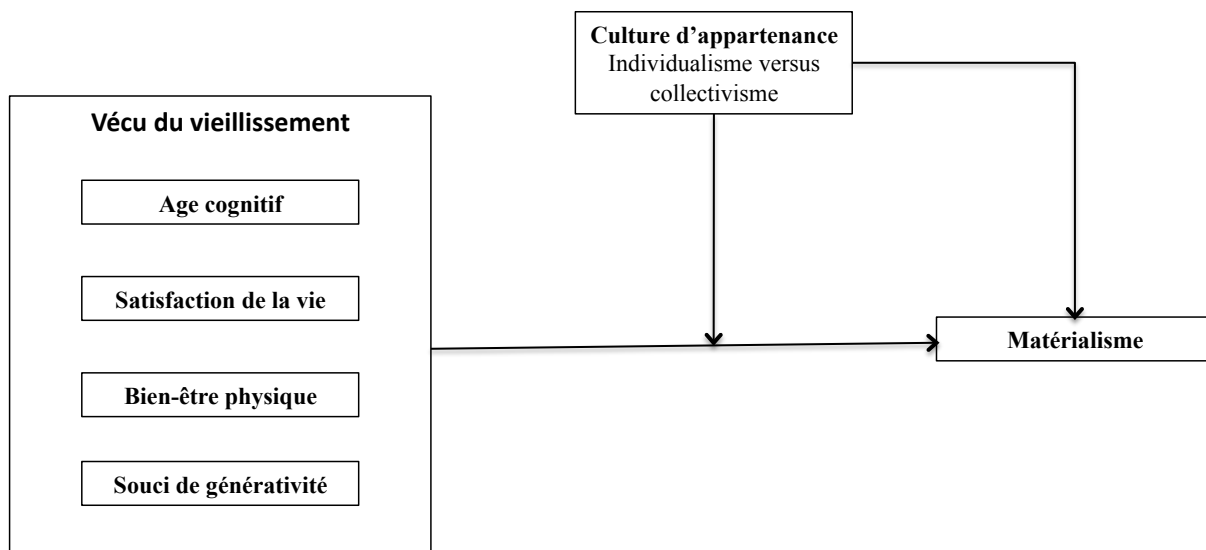 Culture d’appartenance
Individualisme versus
collectivisme
Vécu du vieillissement
Age cognitif
Satisfaction de la vie
Bien-être physique
Souci de générativité
Matérialisme